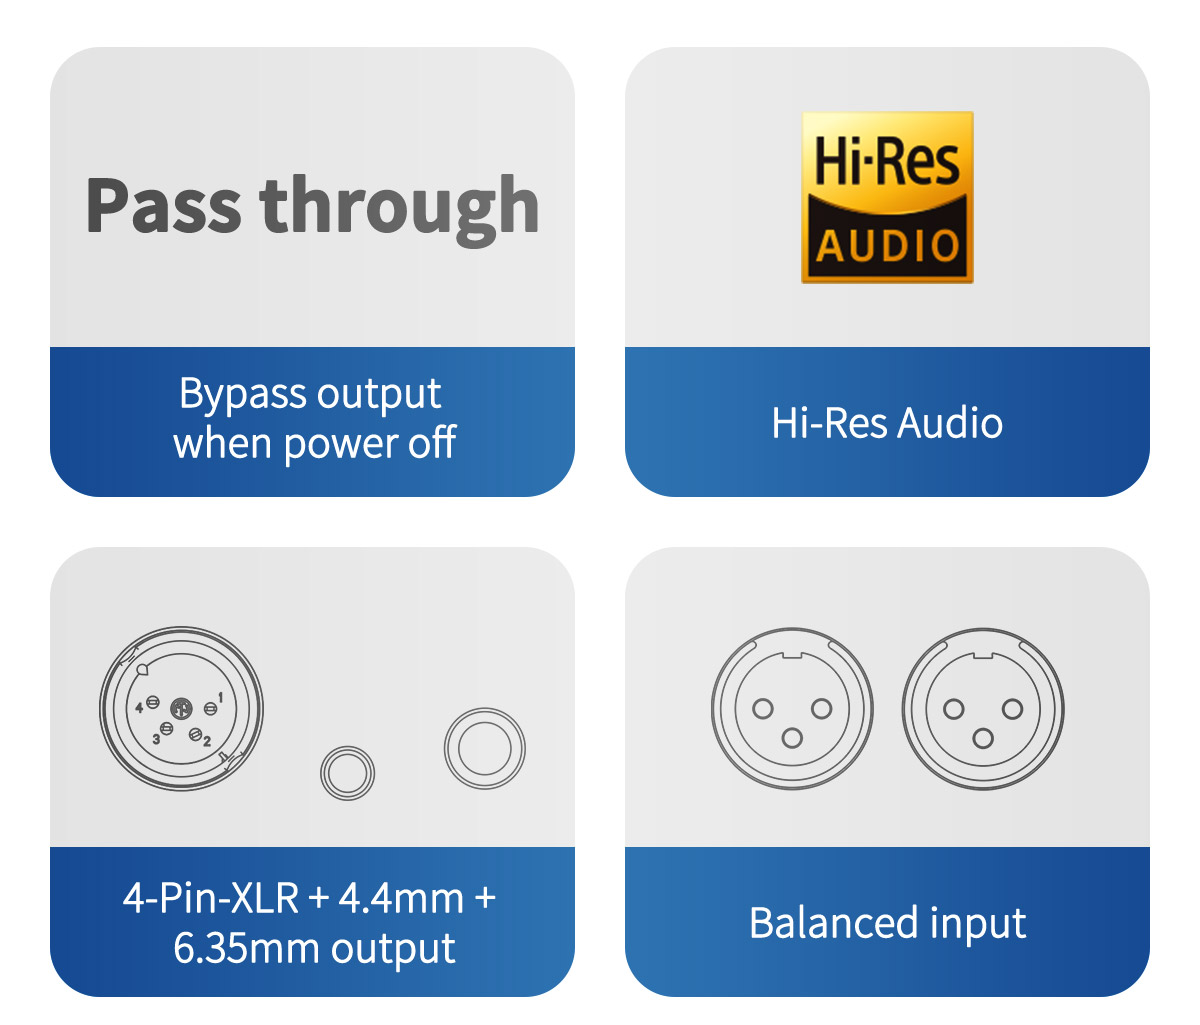 Pass through
Bypass output
when power off
Hi·Res
AUDIO
Hi-Res Audio
1
4
3
2
4-Pin-XLR + 4.4mm +
6.35mm output
Balanced input